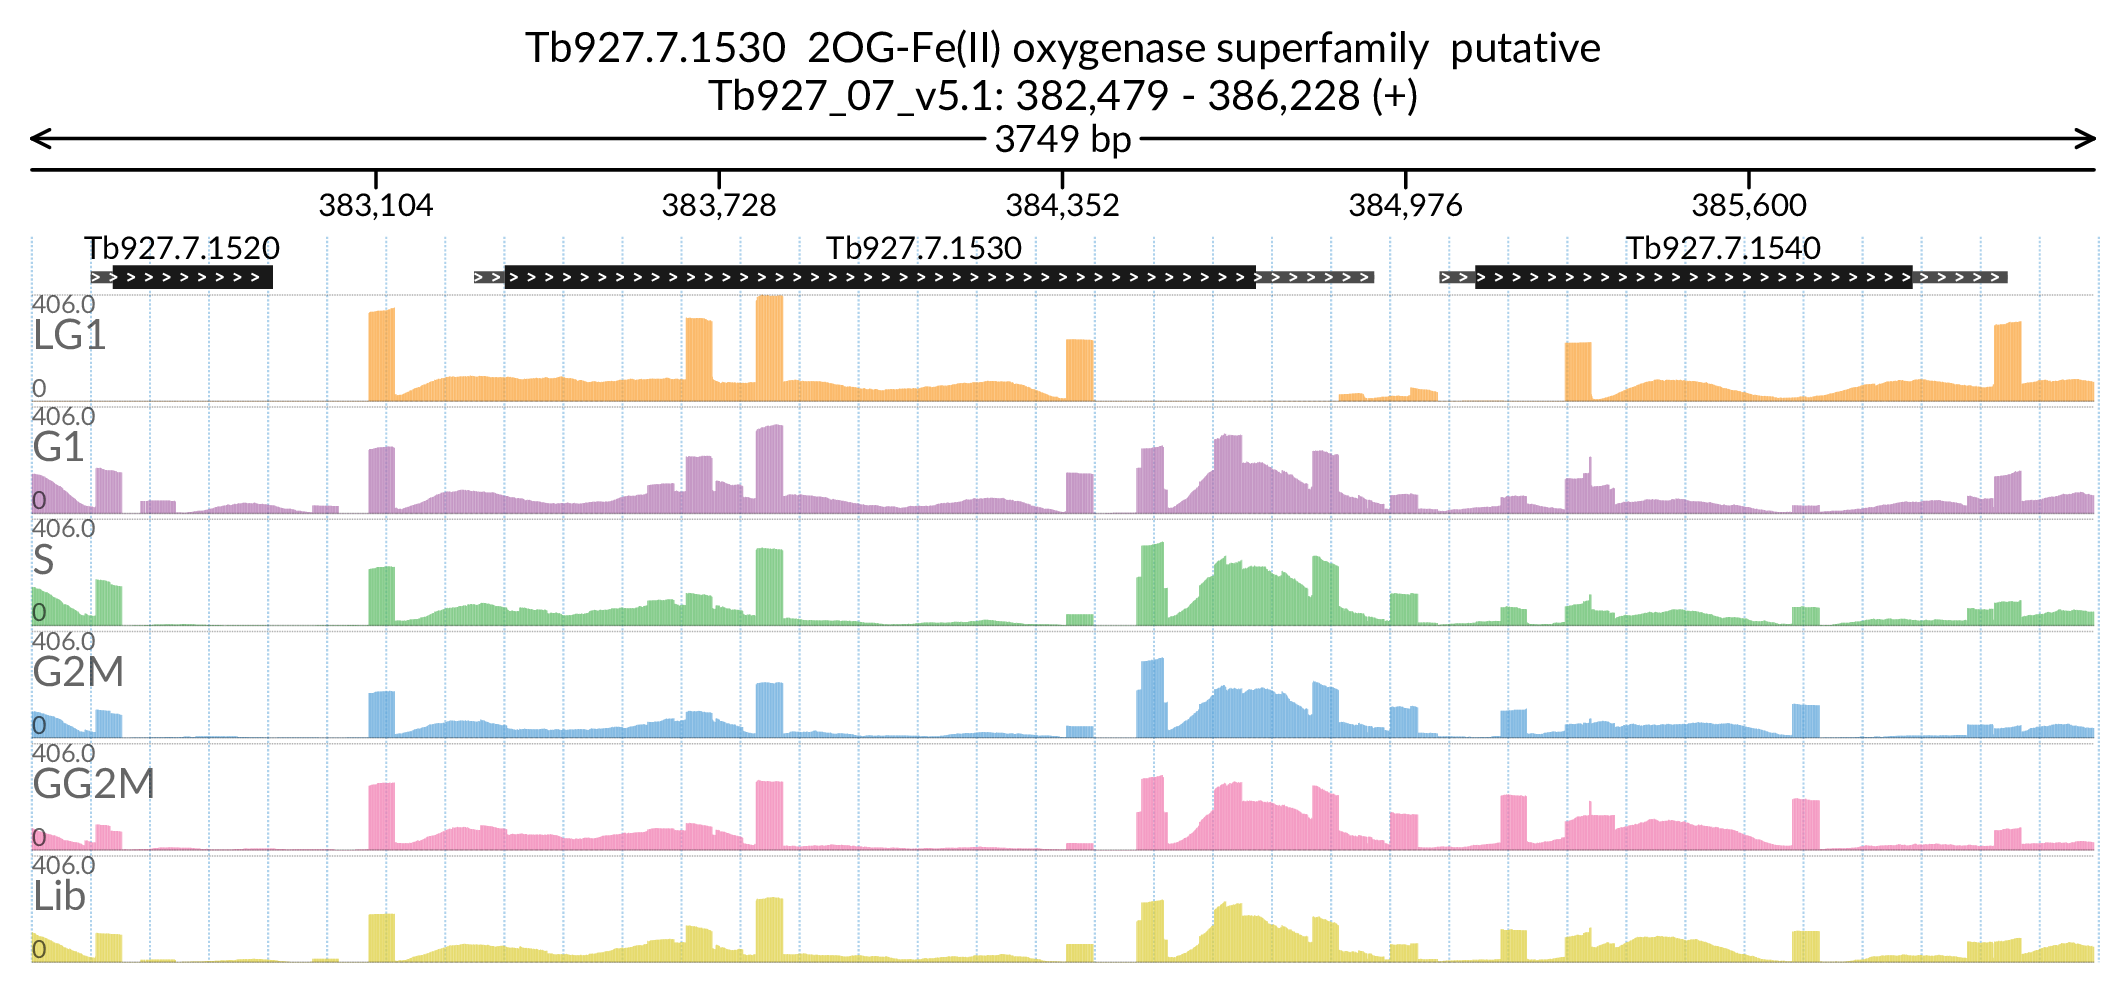 Tb927.7.1530 2OG-Fe(II) oxygenase superfamily putative
Tb927_07_v5.1: 382,479 - 386,228 (+)
3749 bp
383,104 383,728 384,352 384,976 385,600
Tb927.7.1520 Tb927.7.1530 Tb927.7.1540
406.0
LG1
0
406.0
G1
0
406.0
S
0
406.0
G2M
0
406.0
GG2M
0
406.0
Lib
0